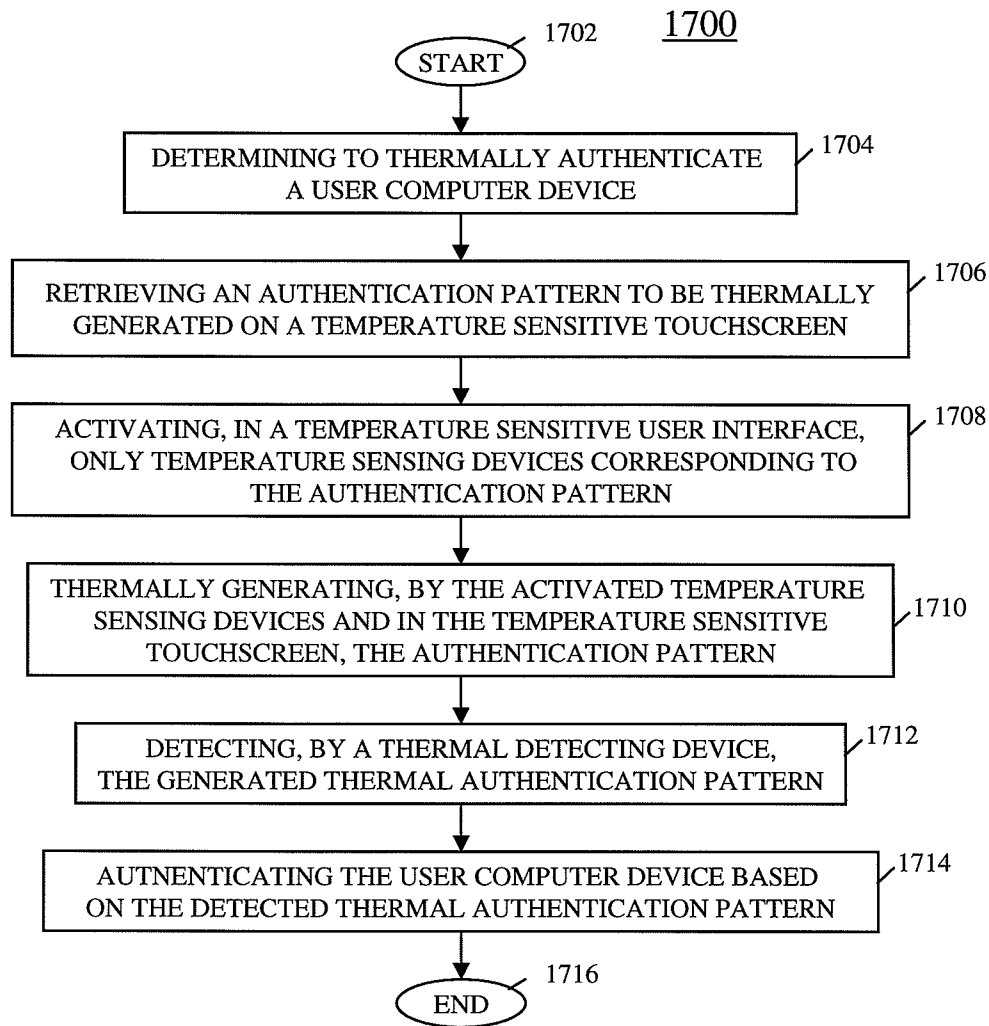 1700
1702
START
1704
DETERMINING TO THERMALLY AUTHENTICATE
A USER COMPUTER DEVICE
1706
RETRIEVING AN AUTHENTICATION PATTERN TO BE THERMALLY
GENERATED ON A TEMPERATURE SENSITIVE TOUCHSCREEN
1708
ACTIVATING, IN A TEMPERATURE SENSITIVE USER INTERFACE,
ONLY TEMPERATURE SENSING DEVICES CORRESPONDING TO
THE AUTHENTICATION PATTERN
1710
THERMALLY GENERATING, BY THE ACTIVATED TEMPERATURE
SENSING DEVICES AND IN THE TEMPERATURE SENSITIVE
TOUCHSCREEN, THE AUTHENTICATION PATTERN
1712
DETECTING, BY A THERMAL DETECTING DEVICE,
THE GENERATED THERMAL AUTHENTICATION PATTERN
1714
AUTNENTICATING THE USER COMPUTER DEVICE BASED
ON THE DETECTED THERMAL AUTHENTICATION PATTERN
1716
END